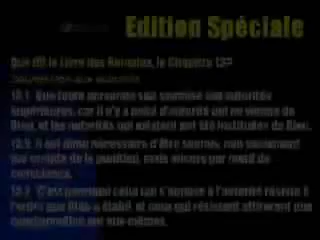 Edition Spéciale
Que dit le Livre des Romains, le Chapitre 13?
Soumission aux autorités
13.1 Que toute personne soit soumise aux autorités
supérieures, car il n'y a point d'autorité qui ne vienne de
Dieu, et les autorités qui existent ont été instituées de Dieu.
13.5 Il est donc nécessaire d'être soumis, non seulement
par crainte de la punition, mais encore par motif de
conscience.
13.2 C'est pourquoi celui qui s'oppose à l'autorité résiste à
l'ordre que Dieu a établi, et ceux qui résistent attireront une
condamnation sur eux-mêmes.